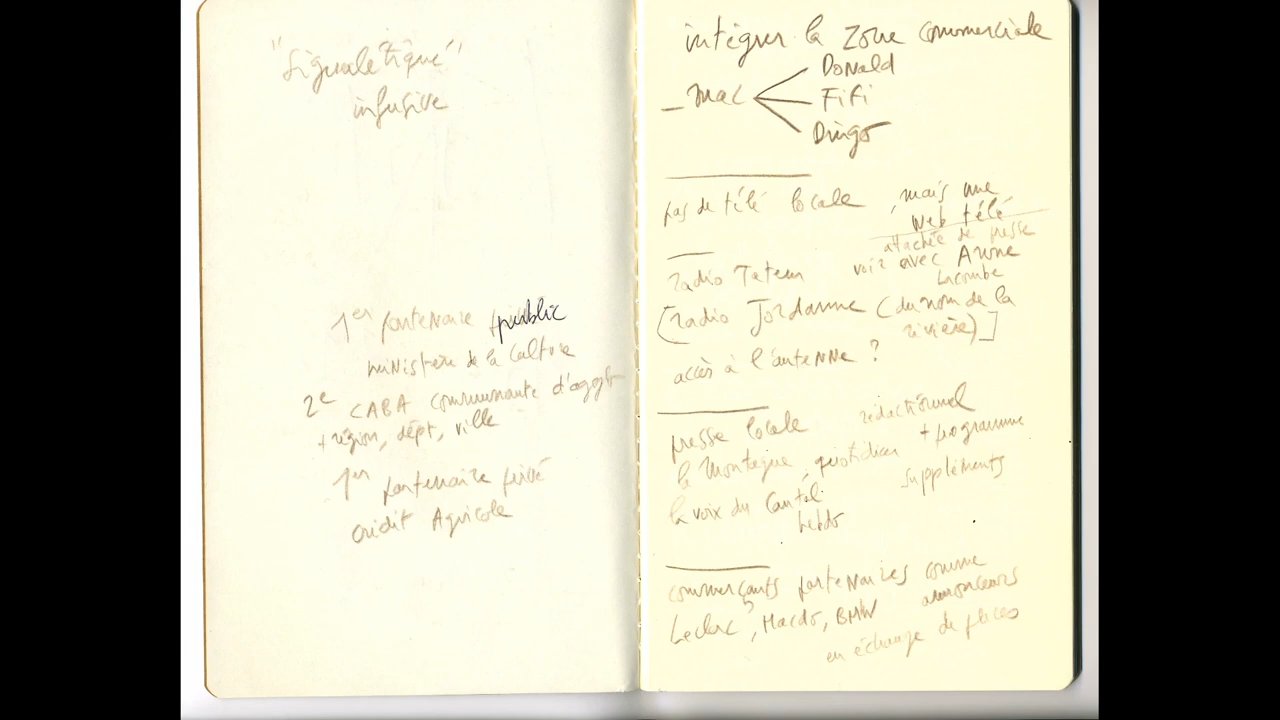 "Signalétique"
infusive
1er partenaire public
ministère de la Culture
2e CABA communauté d'agglo
+ région, dépt, ville
1er partenaire privé
Crédit Agricole
intégrer la zone commerciale
_ Mac
Donald
Fifi
Dingo
pas de télé locale, mais une
web télé
attachée de presse
voir avec
Lacombe
radio Totem
[radio Jordanne (du nom de la
rivière)]
accès à l'antenne ?
presse locale
rédactionnel
+ programme
la Montagne, quotidien
suppléments
la voix du Cantal
hebdo
commerçants partenaires comme
annonceurs
Leclerc ?, Macdo, BMW
en échange de places